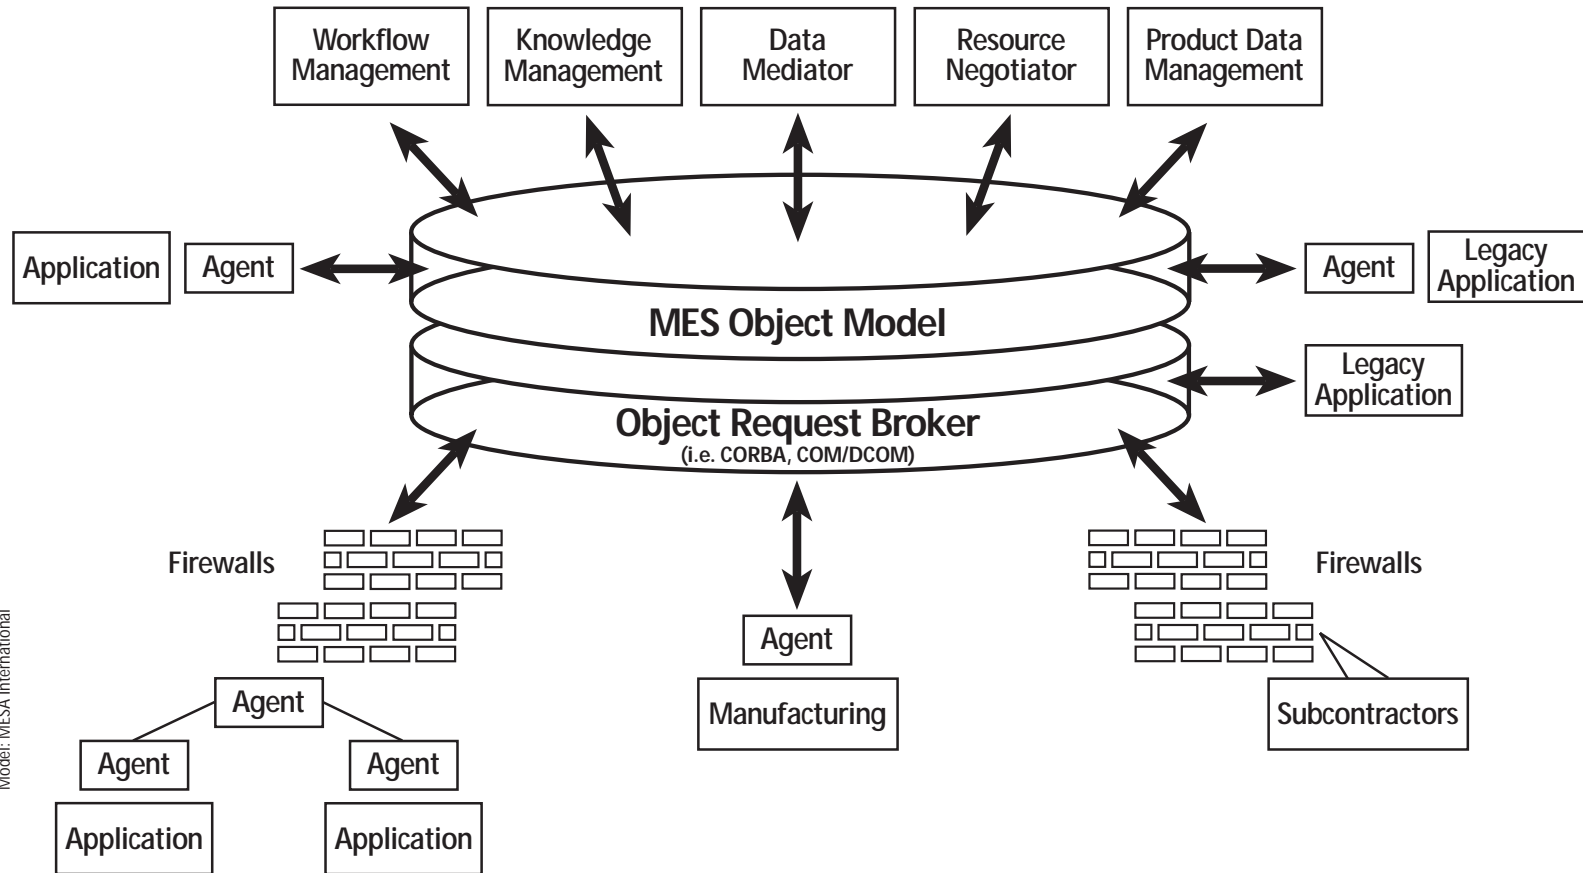 Workflow
Management
Knowledge
Management
Data
Mediator
Resource
Negotiator
Product Data
Management
Application
Agent
Agent
Legacy
Application
MES Object Model
Legacy
Application
Object Request Broker
(i.e. CORBA, COM/DCOM)
Firewalls
Firewalls
Agent
Manufacturing
Subcontractors
Agent
Agent
Agent
Application
Application
Model: MESA International